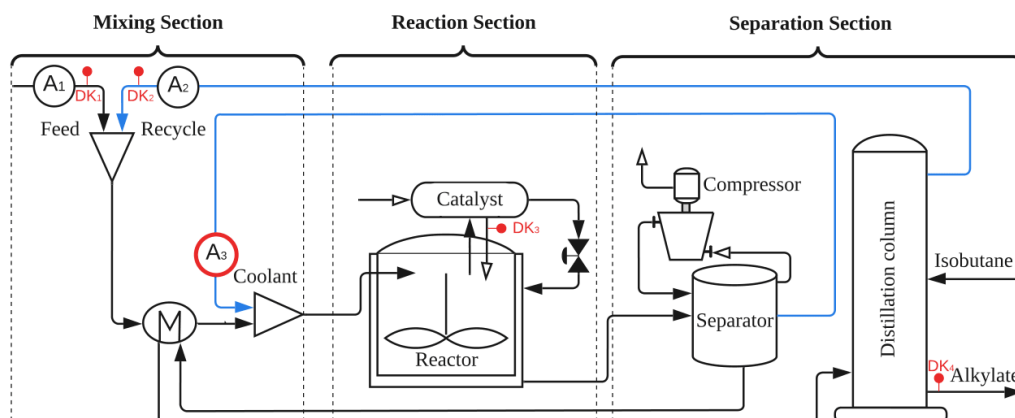 Mixing Section
Reaction Section
Separation Section
A1
DK1
DK2
A2
Feed
Recycle
Compressor
Catalyst
DK3
A3
Coolant
Distillation column
Isobutane
M
Separator
Reactor
DK4
Alkylate